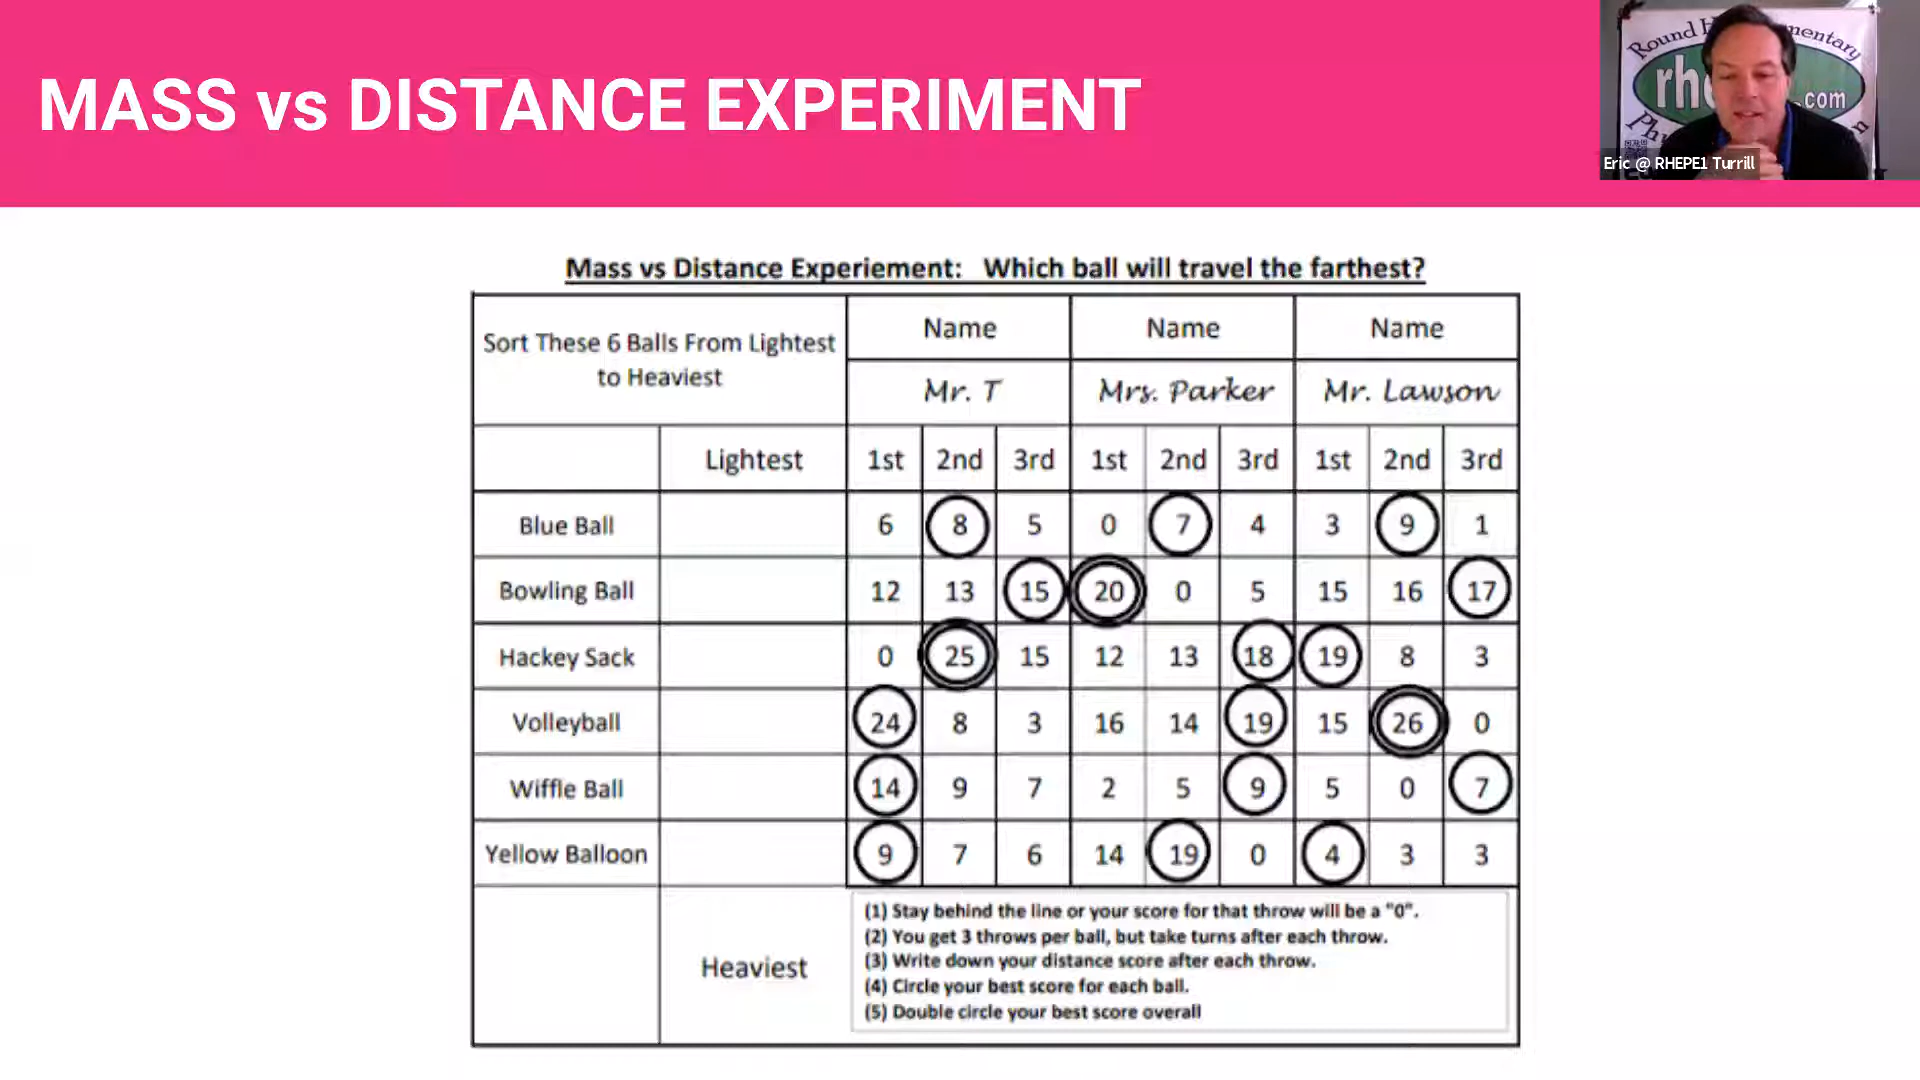 MASS vs DISTANCE EXPERIMENT
Round H mentary
rhe .com
Eric @ RHEPE1 Turrill
Mass vs Distance Experiement: Which ball will travel the farthest?
Sort These 6 Balls From Lightest
to Heaviest
Name Name Name
Mr. T Mrs. Parker Mr. Lawson
Lightest 1st 2nd 3rd 1st 2nd 3rd 1st 2nd 3rd
Blue Ball 6 8 5 0 7 4 3 9 1
Bowling Ball 12 13 15 20 0 5 15 16 17
Hackey Sack 0 25 15 12 13 18 19 8 3
Volleyball 24 8 3 16 14 19 15 26 0
Wiffle Ball 14 9 7 2 5 9 5 0 7
Yellow Balloon 9 7 6 14 19 0 4 3 3
Heaviest
(1) Stay behind the line or your score for that throw will be a "0".
(2) You get 3 throws per ball, but take turns after each throw.
(3) Write down your distance score after each throw.
(4) Circle your best score for each ball.
(5) Double circle your best score overall